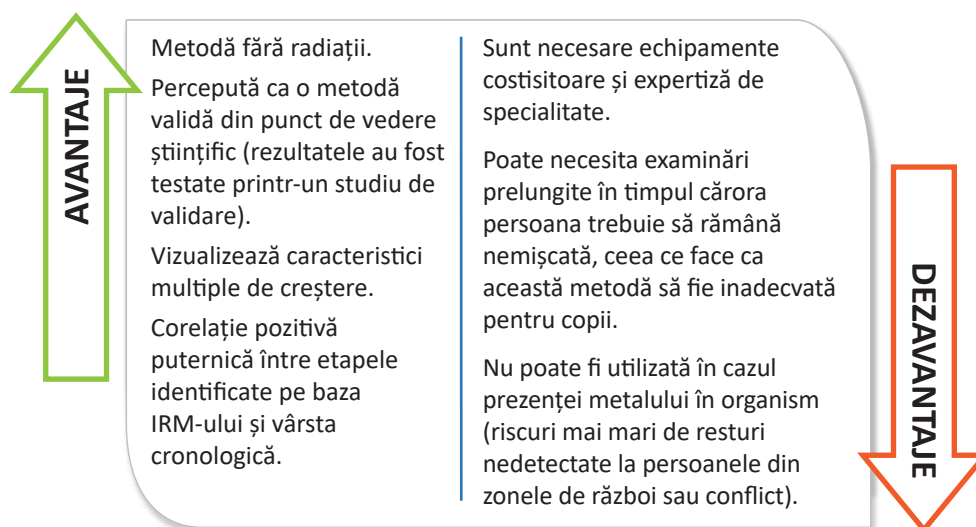 AVANTAJE
Metodă fără radiații.
Percepută ca o metodă
validă din punct de vedere
științific (rezultatele au fost
testate printr-un studiu de
validare).
Vizualizează caracteristici
multiple de creștere.
Corelație pozitivă
puternică între etapele
identificate pe baza
IRM-ului și vârsta
cronologică.
Sunt necesare echipamente
costisitoare și expertiză de
specialitate.
Poate necesita examinări
prelungite în timpul cărora
persoana trebuie să rămână
nemișcată, ceea ce face ca
această metodă să fie inadecvată
pentru copii.
Nu poate fi utilizată în cazul
prezenței metalului în organism
(riscuri mai mari de resturi
nedetectate la persoanele din
zonele de război sau conflict).
DEZAVANTAJE